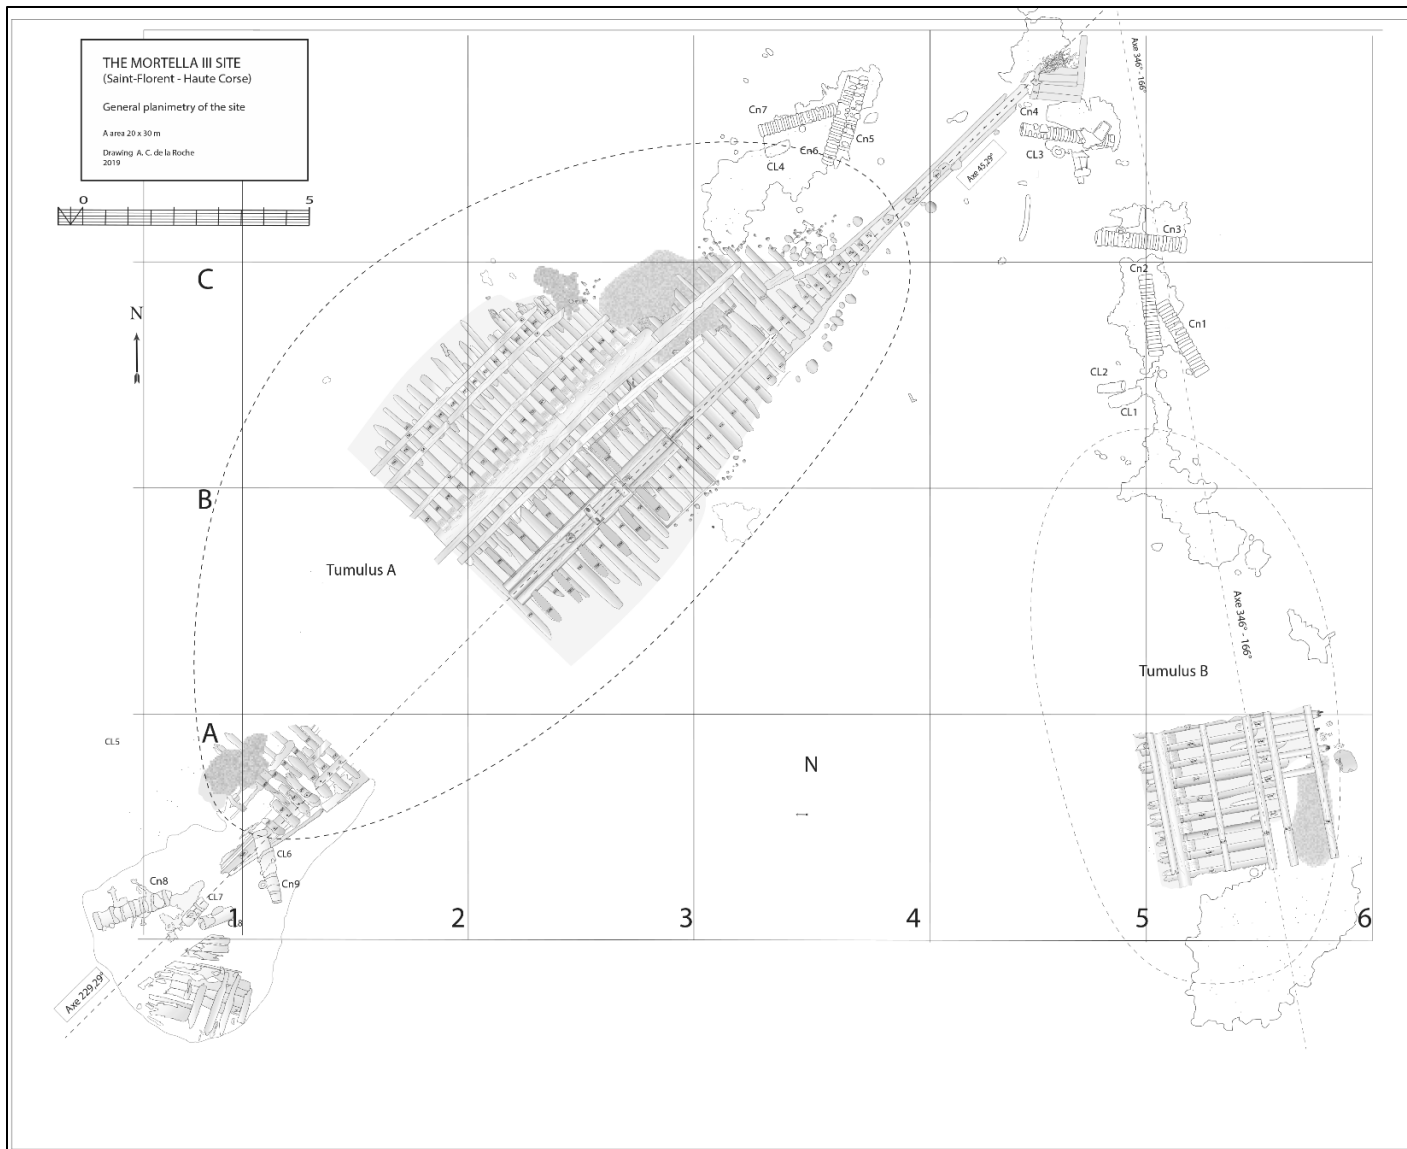 THE MORTELLA III SITE
(Saint-Florent - Haute Corse)
General planimetry of the site
A area 20 x 30 m
Drawing A. C. de la Roche
2019
0 5
Axe 346° - 166°
Cn7
Cn5
Cn6
CL4
Cn4
CL3
Axe 45,29°
Cn3
C
Cn2
N
Cn1
CL2
CL1
B
Tumulus A
Axe 346° - 166°
Tumulus B
A
CL5
N
CL6
Cn8
Cn9
CL7
CL8
1 2 3 4 5 6
Axe 229,29°